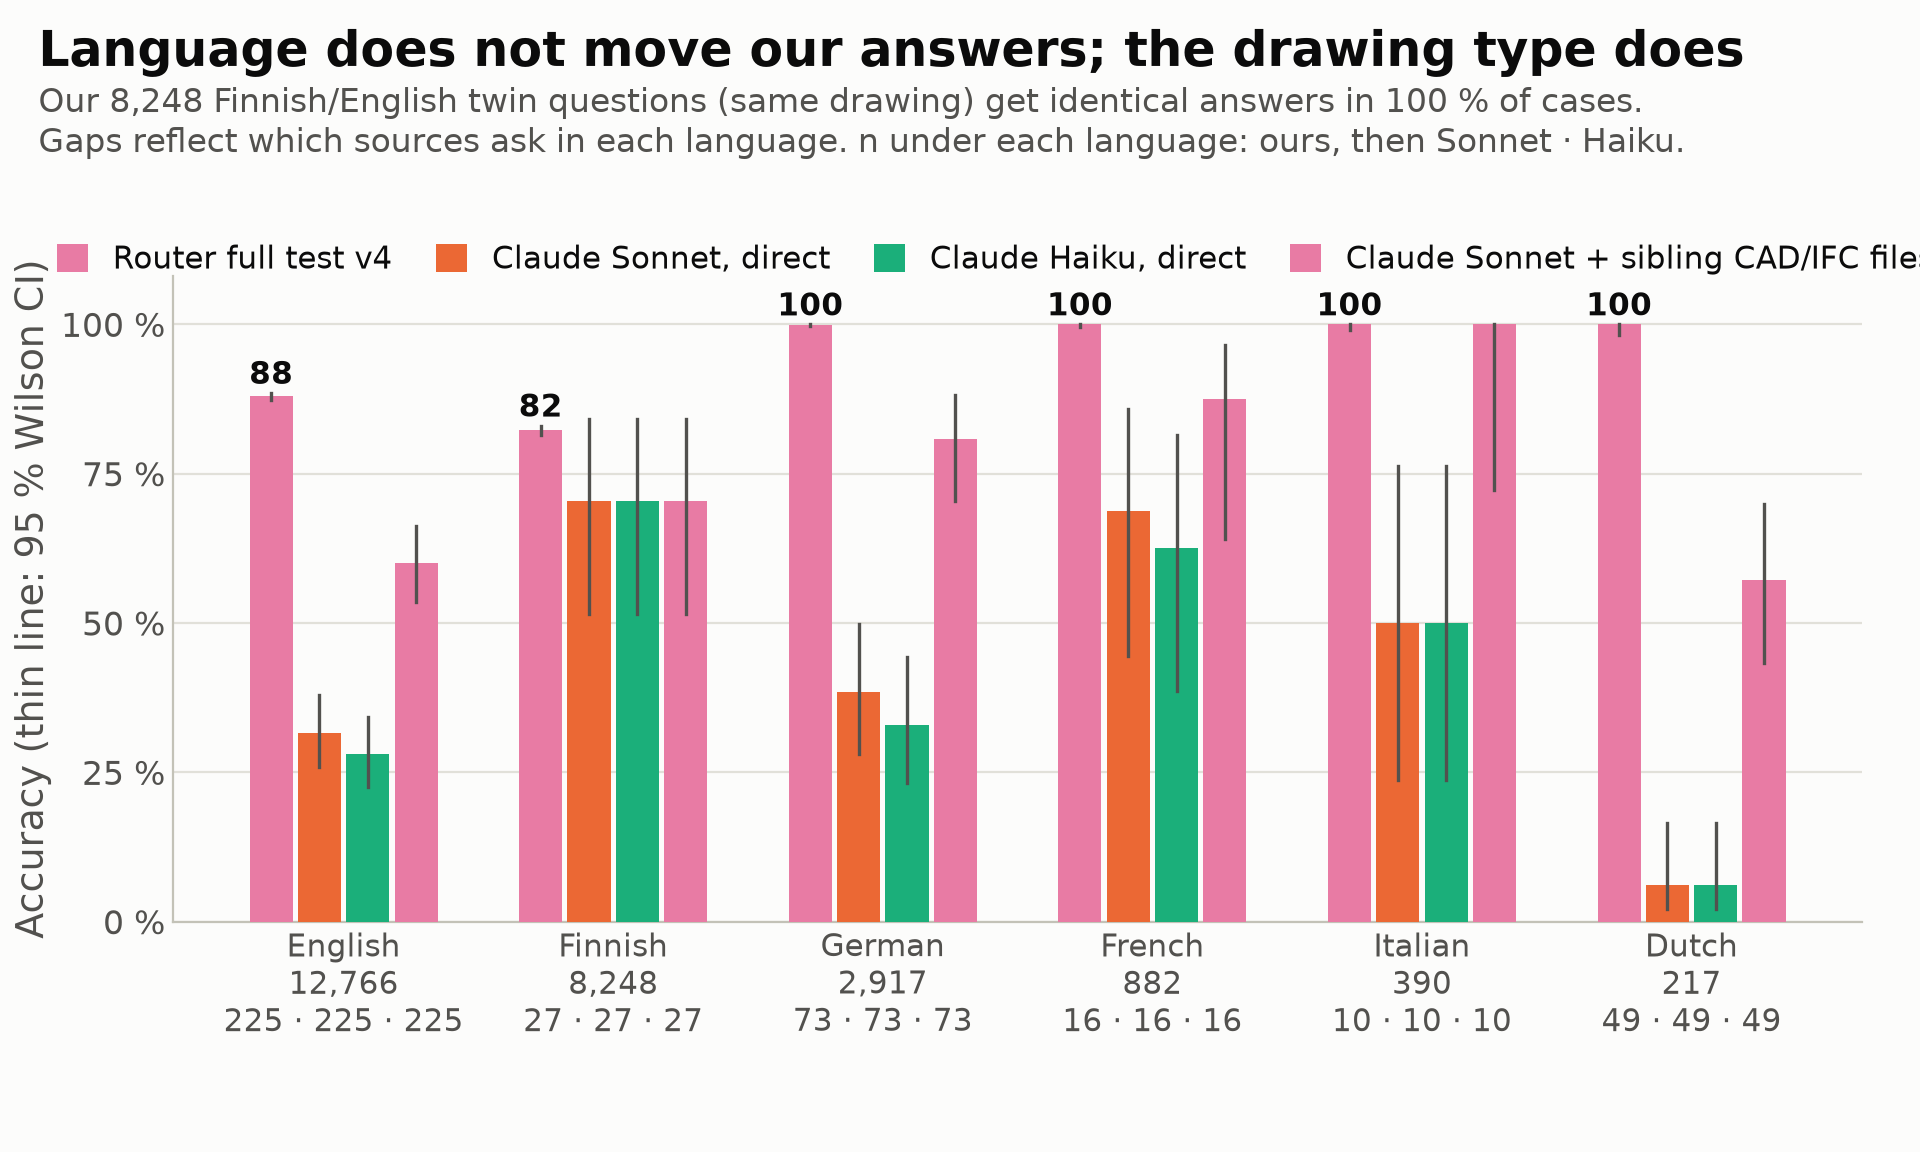 Language does not move our answers; the drawing type does
Our 8,248 Finnish/English twin questions (same drawing) get identical answers in 100 % of cases.
Gaps reflect which sources ask in each language. n under each language: ours, then Sonnet · Haiku.
Router full test v4
Claude Sonnet, direct
Claude Haiku, direct
Claude Sonnet + sibling CAD/IFC files
Accuracy (thin line: 95 % Wilson CI)
100 %
75 %
50 %
25 %
0 %
88
82
100
100
100
100
English
12,766
225 · 225 · 225
Finnish
8,248
27 · 27 · 27
German
2,917
73 · 73 · 73
French
882
16 · 16 · 16
Italian
390
10 · 10 · 10
Dutch
217
49 · 49 · 49